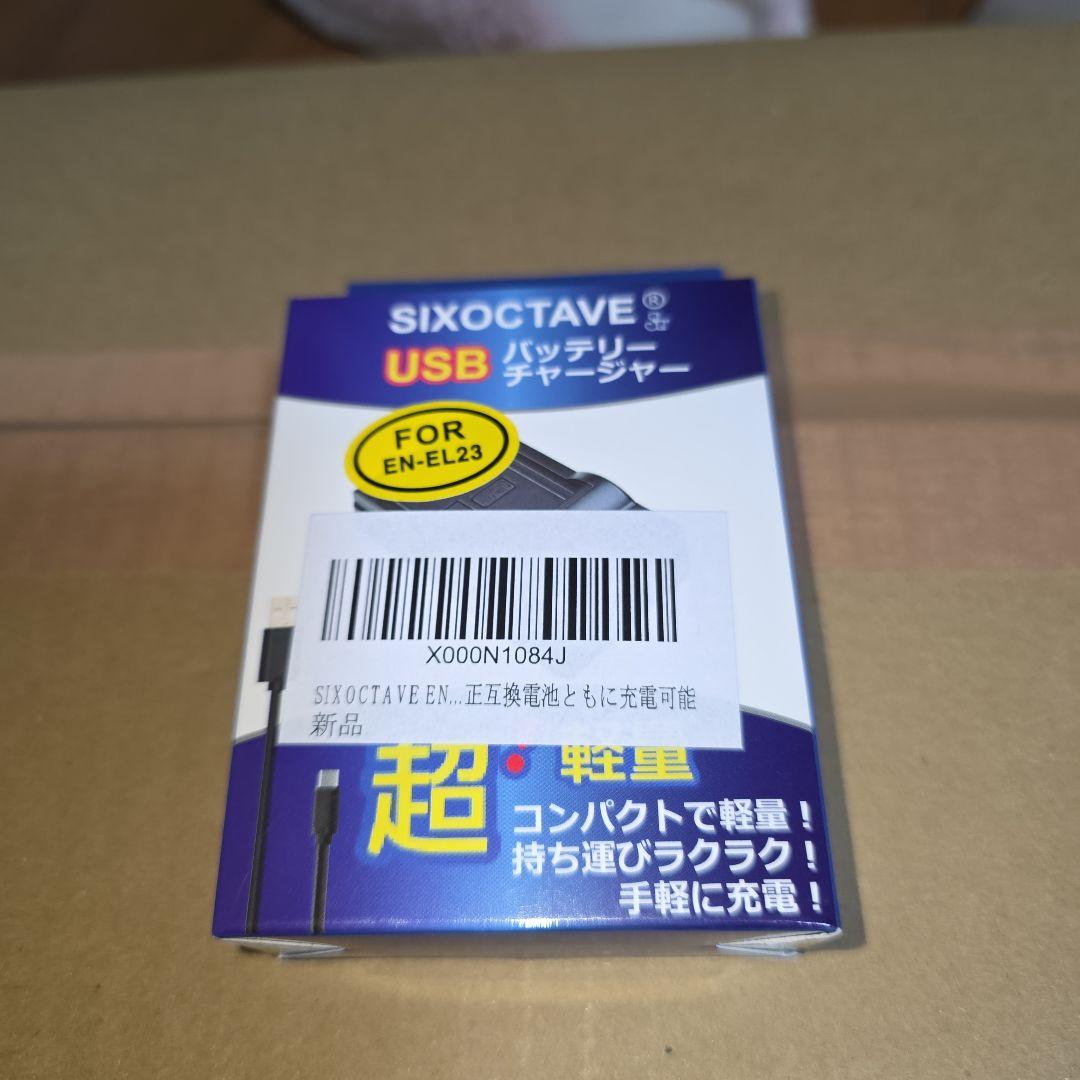 SIXOCTAVE®
USB バッテリー
チャージャー
FOR
EN-EL23
X000N1084J
SIXOCTAVE EN...正互換電池ともに充電可能
新品
超 軽量
コンパクトで軽量！
持ち運びラクラク！
手軽に充電！